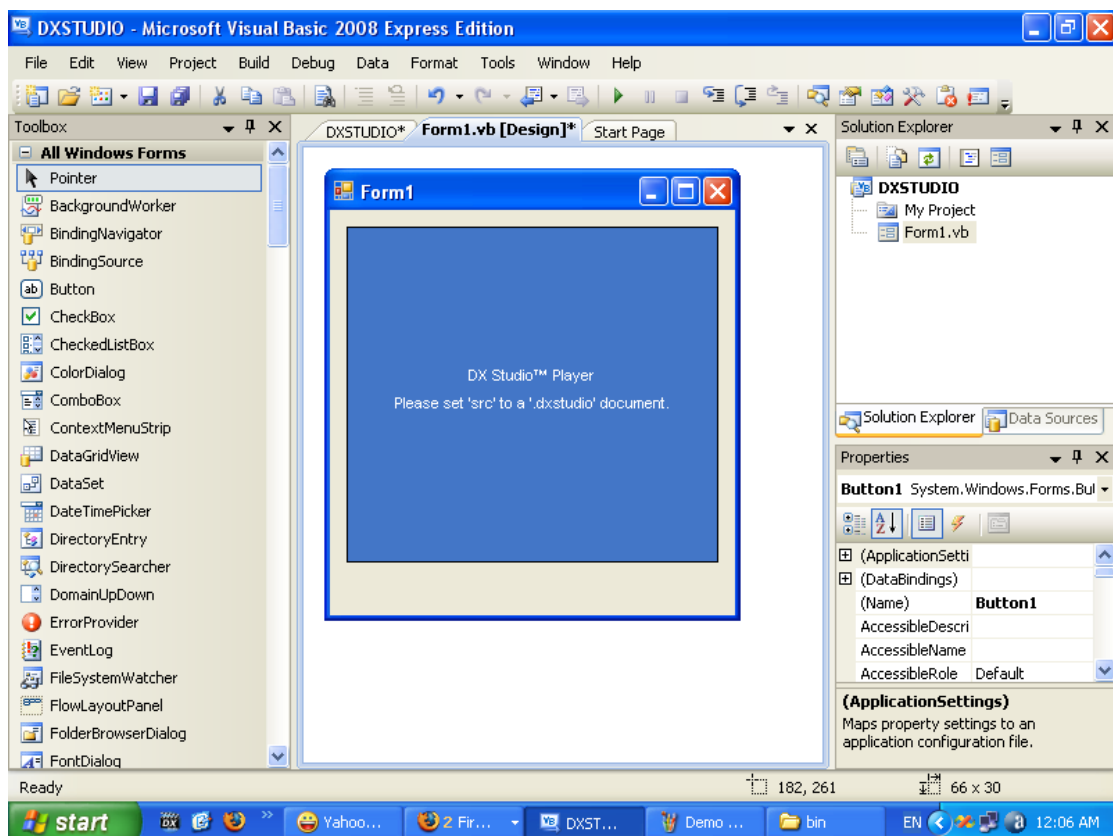 DXSTUDIO - Microsoft Visual Basic 2008 Express Edition
File Edit View Project Build Debug Data Format Tools Window Help
Toolbox
All Windows Forms
Pointer
BackgroundWorker
BindingNavigator
BindingSource
Button
CheckBox
CheckedListBox
ColorDialog
ComboBox
ContextMenuStrip
DataGridView
DataSet
DateTimePicker
DirectoryEntry
DirectorySearcher
DomainUpDown
ErrorProvider
EventLog
FileSystemWatcher
FlowLayoutPanel
FolderBrowserDialog
FontDialog
DXSTUDIO* Form1.vb [Design]* Start Page
Form1
DX Studio™ Player
Please set 'src' to a '.dxstudio' document.
Solution Explorer
DXSTUDIO
My Project
Form1.vb
Solution Explorer Data Sources
Properties
Button1 System.Windows.Forms.But
(ApplicationSetti
(DataBindings)
(Name) Button1
AccessibleDescri
AccessibleName
AccessibleRole Default
(ApplicationSettings)
Maps property settings to an
application configuration file.
Ready 182, 261 66 x 30
start Yahoo... 2 Fir... DXST... Demo ... bin EN 12:06 AM